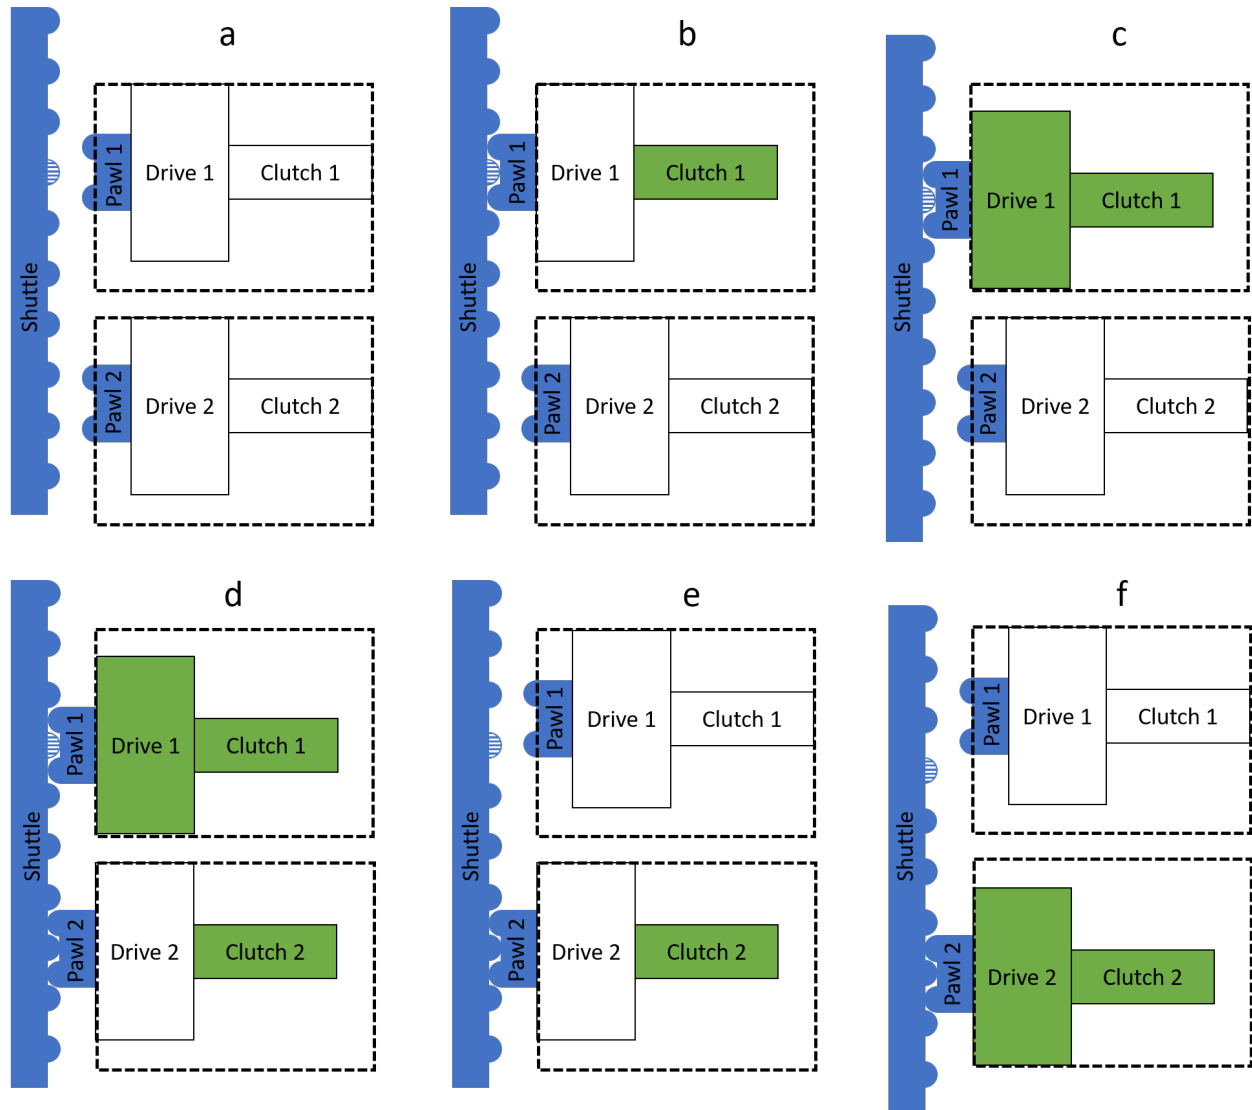 a
b
c
Shuttle
Pawl 1
Drive 1
Clutch 1
Pawl 2
Drive 2
Clutch 2
Shuttle
Pawl 1
Drive 1
Clutch 1
Pawl 2
Drive 2
Clutch 2
Shuttle
Pawl 1
Drive 1
Clutch 1
Pawl 2
Drive 2
Clutch 2
d
e
f
Shuttle
Pawl 1
Drive 1
Clutch 1
Pawl 2
Drive 2
Clutch 2
Shuttle
Pawl 1
Drive 1
Clutch 1
Pawl 2
Drive 2
Clutch 2
Shuttle
Pawl 1
Drive 1
Clutch 1
Pawl 2
Drive 2
Clutch 2